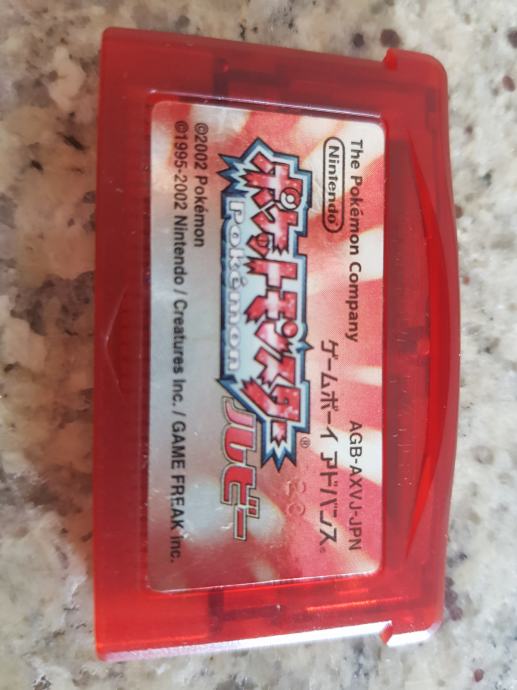 The Pokémon Company
AGB-AXVJ-JPN
Nintendo
ゲームボーイ アドバンス®
ポケットモンスター®
Pokémon
ルビー
©2002 Pokémon
©1995-2002 Nintendo / Creatures Inc. / GAME FREAK inc.